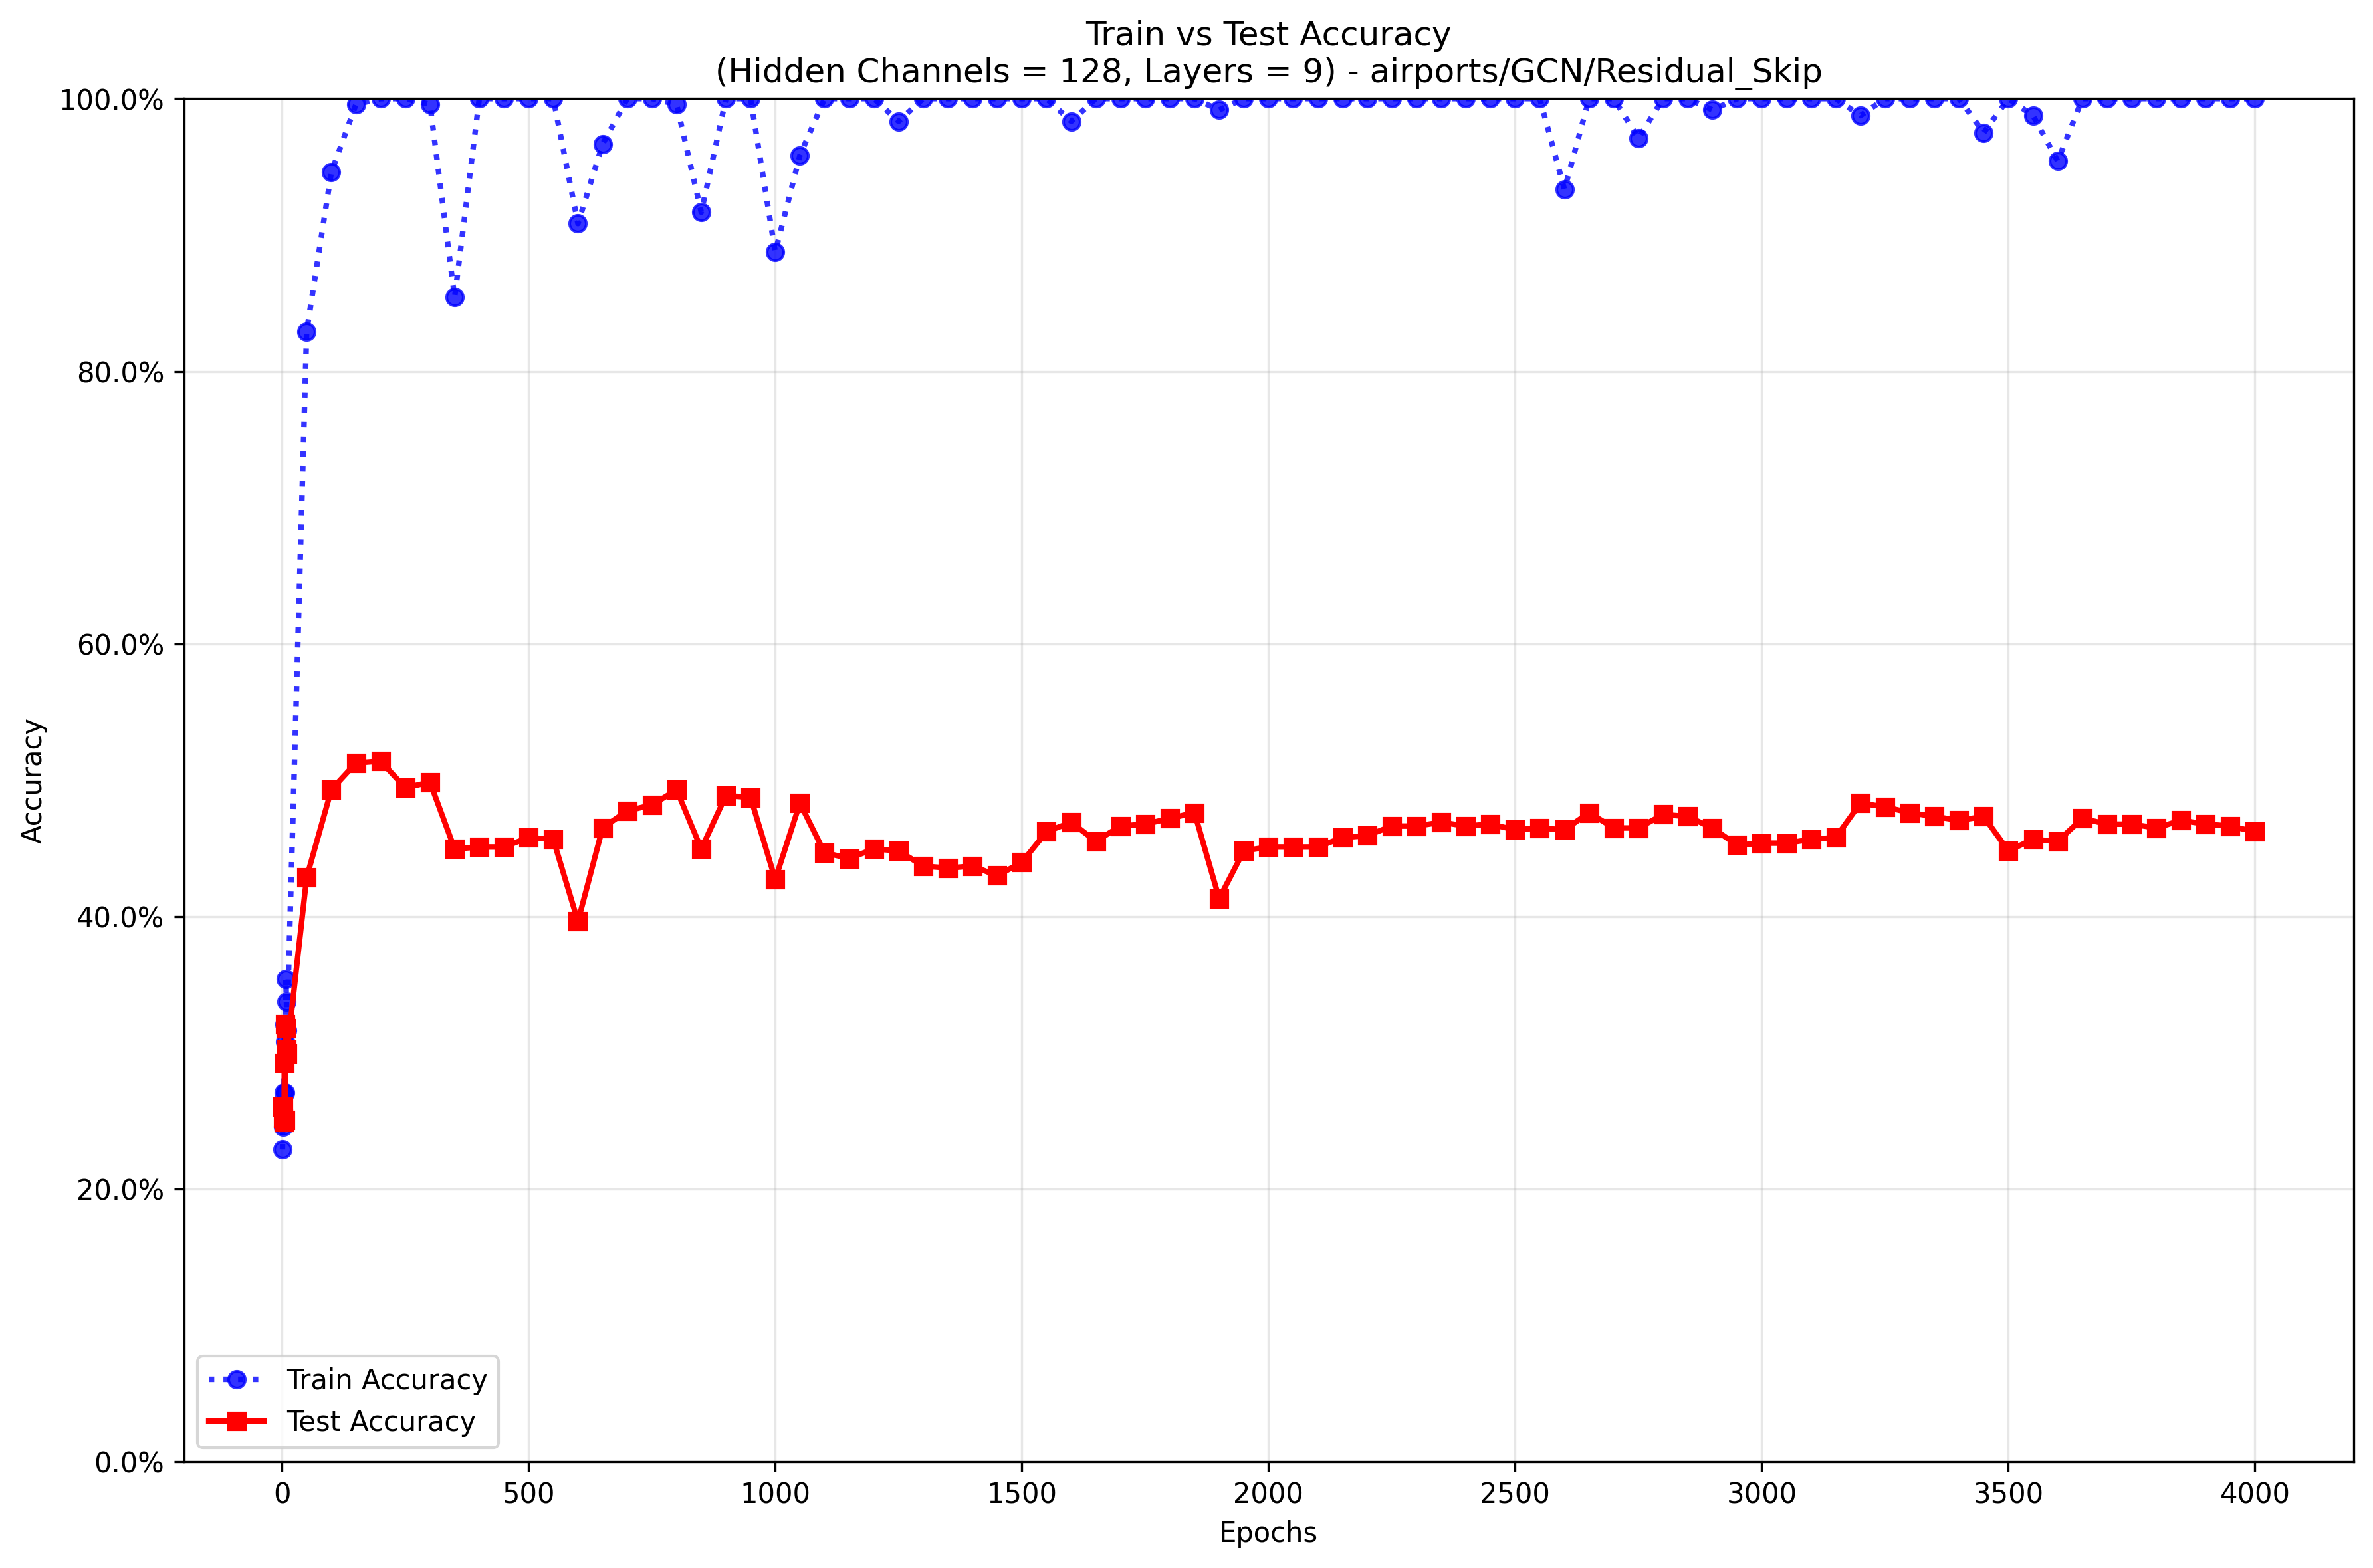 Train vs Test Accuracy
(Hidden Channels = 128, Layers = 9) - airports/GCN/Residual_Skip
100.0%
80.0%
60.0%
40.0%
20.0%
0.0%
Accuracy
Train Accuracy
Test Accuracy
0 500 1000 1500 2000 2500 3000 3500 4000
Epochs